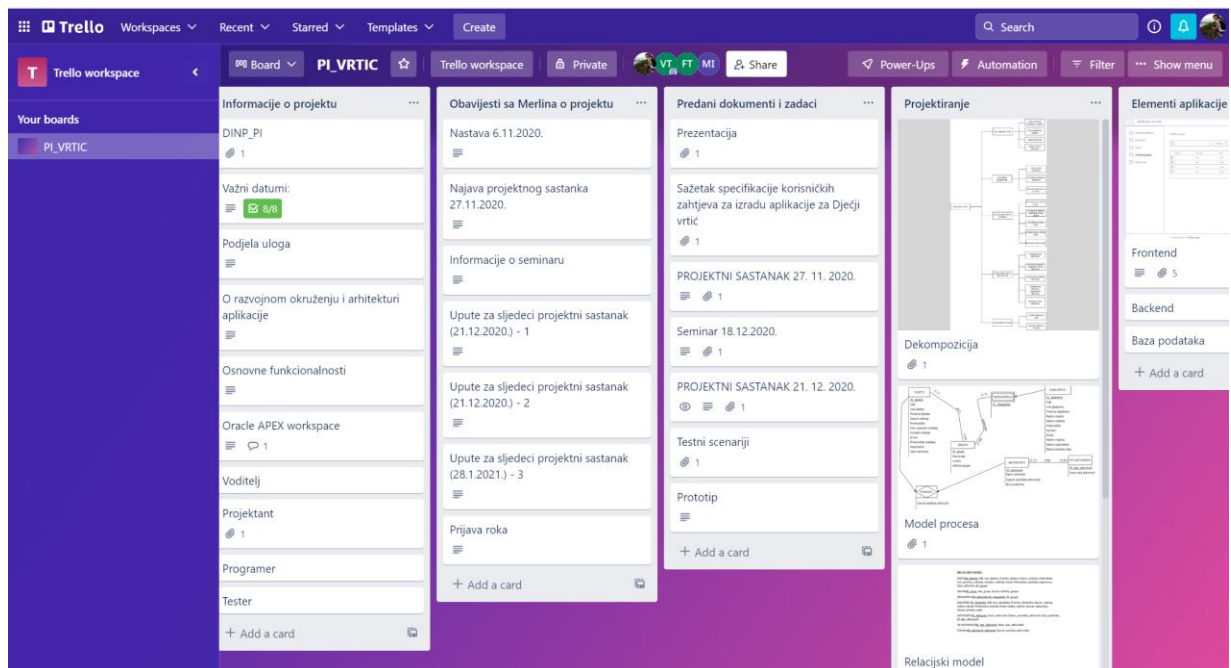 Trello
Workspaces
Recent
Starred
Templates
Create
Search
T
Trello workspace
Board
PI_VRTIC
Trello workspace
Private
VT
FT
MI
Share
Power-Ups
Automation
Filter
Show menu
Your boards
PI_VRTIC
Informacije o projektu
DINP_PI
1
Važni datumi:
8/8
Podjela uloga
O razvojnom okruženju i arhitekturi
aplikacije
Osnovne funkcionalnosti
Oracle APEX workspace
1
Voditelj
Projektant
1
Programer
Tester
+ Add a card
Obavijesti sa Merlina o projektu
Nastava 6.11.2020.
Najava projektnog sastanka
27.11.2020.
Informacije o seminaru
Upute za sljedeci projektni sastanak
(21.12.2020.) - 1
Upute za sljedeci projektni sastanak
(21.12.2020.) - 2
Upute za sljedeci projektni sastanak
(28.1.2021.) - 3
Prijava roka
+ Add a card
Predani dokumenti i zadaci
Prezentacija
1
Sažetak specifikacije korisničkih
zahtjeva za izradu aplikacije za Dječji
vrtić
1
PROJEKTNI SASTANAK 27. 11. 2020.
1
Seminar 18.12.2020.
1
PROJEKTNI SASTANAK 21. 12. 2020.
1
Testni scenariji
1
Prototip
+ Add a card
Projektiranje
Dekompozicija
1
Model procesa
1
RELACIJSKI MODEL
Relacijski model
Elementi aplikacije
Frontend
5
Backend
Baza podataka
+ Add a card